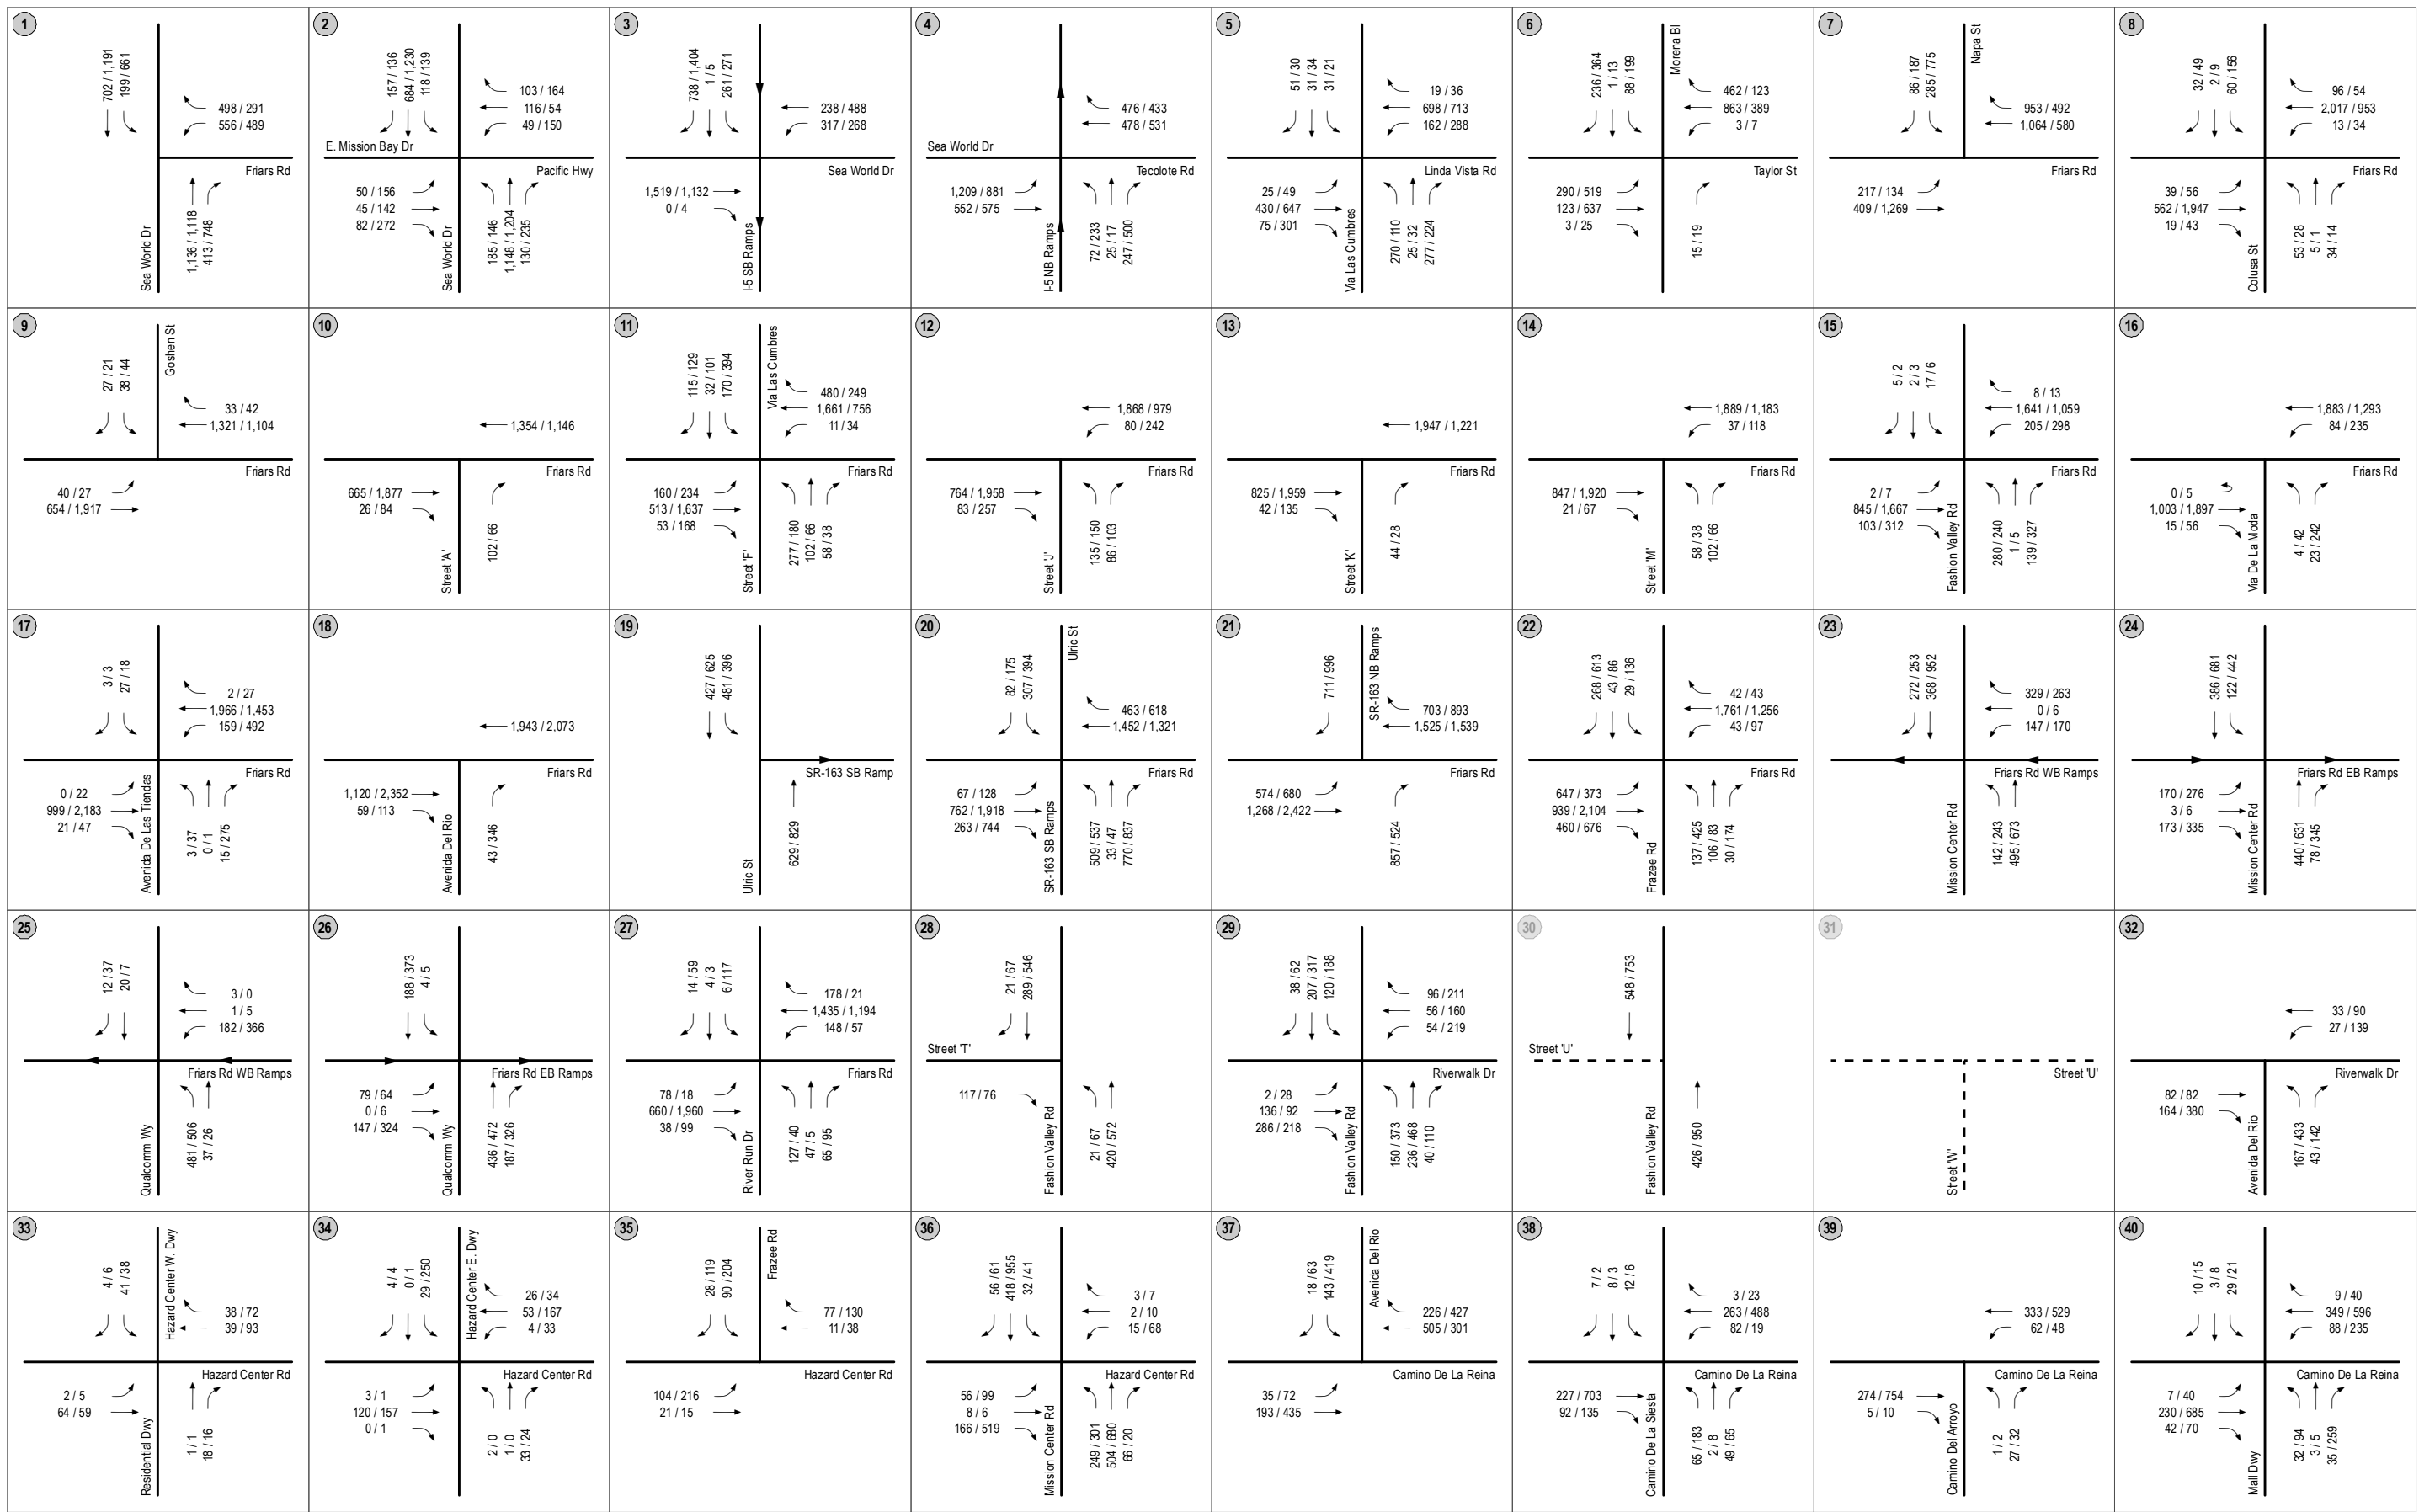 1
702 / 1,191
199 / 661
498 / 291
556 / 489
Friars Rd
Sea World Dr
1,136 / 1,118
413 / 748
2
157 / 136
684 / 1,230
118 / 139
103 / 164
116 / 54
49 / 150
E. Mission Bay Dr
Pacific Hwy
50 / 156
45 / 142
82 / 272
Sea World Dr
185 / 146
1,148 / 1,204
130 / 235
3
738 / 1,404
1 / 5
261 / 271
238 / 488
317 / 268
Sea World Dr
1,519 / 1,132
0 / 4
I-5 SB Ramps
4
476 / 433
478 / 531
Sea World Dr
Tecolote Rd
1,209 / 881
552 / 575
I-5 NB Ramps
72 / 233
25 / 17
247 / 500
5
51 / 30
31 / 34
31 / 21
19 / 36
698 / 713
162 / 288
Linda Vista Rd
25 / 49
430 / 647
75 / 301
Via Las Cumbres
270 / 110
25 / 32
277 / 224
6
236 / 364
1 / 13
88 / 199
Morena Bl
462 / 123
863 / 389
3 / 7
Taylor St
290 / 519
123 / 637
3 / 25
15 / 19
7
86 / 187
285 / 775
Napa St
953 / 492
1,064 / 580
Friars Rd
217 / 134
409 / 1,269
8
32 / 49
2 / 9
60 / 156
96 / 54
2,017 / 953
13 / 34
Friars Rd
39 / 56
562 / 1,947
19 / 43
Colusa St
53 / 28
5 / 1
34 / 14
9
27 / 21
38 / 44
Goshen St
33 / 42
1,321 / 1,104
Friars Rd
40 / 27
654 / 1,917
10
1,354 / 1,146
Friars Rd
665 / 1,877
26 / 84
Street 'A'
102 / 66
11
115 / 129
32 / 101
170 / 394
Via Las Cumbres
480 / 249
1,661 / 756
11 / 34
Friars Rd
160 / 234
513 / 1,637
53 / 168
Street 'F'
277 / 180
102 / 66
58 / 38
12
1,868 / 979
80 / 242
Friars Rd
764 / 1,958
83 / 257
Street 'J'
135 / 150
86 / 103
13
1,947 / 1,221
Friars Rd
825 / 1,959
42 / 135
Street 'K'
44 / 28
14
1,889 / 1,183
37 / 118
Friars Rd
847 / 1,920
21 / 67
Street 'M'
58 / 38
102 / 66
15
5 / 2
2 / 3
17 / 6
8 / 13
1,641 / 1,059
205 / 298
Friars Rd
2 / 7
845 / 1,667
103 / 312
Fashion Valley Rd
280 / 240
1 / 5
139 / 327
16
1,883 / 1,293
84 / 235
Friars Rd
0 / 5
1,003 / 1,897
15 / 56
Via De La Moda
4 / 42
23 / 242
17
3 / 3
27 / 18
2 / 27
1,966 / 1,453
159 / 492
Friars Rd
0 / 22
999 / 2,183
21 / 47
Avenida De Las Tiendas
3 / 37
0 / 1
15 / 275
18
1,943 / 2,073
Friars Rd
1,120 / 2,352
59 / 113
Avenida Del Rio
43 / 346
19
427 / 625
481 / 396
SR-163 SB Ramp
Ulric St
629 / 829
20
82 / 175
307 / 394
Ulric St
463 / 618
1,452 / 1,321
Friars Rd
67 / 128
762 / 1,918
263 / 744
SR-163 SB Ramps
509 / 537
33 / 47
770 / 837
21
711 / 996
SR-163 NB Ramps
703 / 893
1,525 / 1,539
Friars Rd
574 / 680
1,268 / 2,422
857 / 524
22
268 / 613
43 / 86
29 / 136
42 / 43
1,761 / 1,256
43 / 97
Friars Rd
647 / 373
939 / 2,104
460 / 676
Frazee Rd
137 / 425
106 / 83
30 / 174
23
272 / 253
368 / 952
329 / 263
0 / 6
147 / 170
Friars Rd WB Ramps
Mission Center Rd
142 / 243
495 / 673
24
386 / 681
122 / 442
Friars Rd EB Ramps
170 / 276
3 / 6
173 / 335
Mission Center Rd
440 / 631
78 / 345
25
12 / 37
20 / 7
3 / 0
1 / 5
182 / 366
Friars Rd WB Ramps
Qualcomm Wy
481 / 506
37 / 26
26
188 / 373
4 / 5
Friars Rd EB Ramps
79 / 64
0 / 6
147 / 324
Qualcomm Wy
436 / 472
187 / 326
27
14 / 59
4 / 3
6 / 117
178 / 21
1,435 / 1,194
148 / 57
Friars Rd
78 / 18
660 / 1,960
38 / 99
River Run Dr
127 / 40
47 / 5
65 / 95
28
21 / 67
289 / 546
Street 'T'
117 / 76
Fashion Valley Rd
21 / 67
420 / 572
29
38 / 62
207 / 317
120 / 188
96 / 211
56 / 160
54 / 219
Riverwalk Dr
2 / 28
136 / 92
286 / 218
Fashion Valley Rd
150 / 373
236 / 468
40 / 110
30
548 / 753
Street 'U'
Fashion Valley Rd
426 / 950
31
Street 'U'
Street 'W'
32
33 / 90
27 / 139
Riverwalk Dr
82 / 82
164 / 380
Avenida Del Rio
167 / 433
43 / 142
33
4 / 6
41 / 38
Hazard Center W. Dwy
38 / 72
39 / 93
Hazard Center Rd
2 / 5
64 / 59
Residential Dwy
1 / 1
18 / 16
34
4 / 4
0 / 1
29 / 250
Hazard Center E. Dwy
26 / 34
53 / 167
4 / 33
Hazard Center Rd
3 / 1
120 / 157
0 / 1
2 / 0
1 / 0
33 / 24
35
28 / 119
90 / 204
Frazee Rd
77 / 130
11 / 38
Hazard Center Rd
104 / 216
21 / 15
36
56 / 61
418 / 955
32 / 41
3 / 7
2 / 10
15 / 68
Hazard Center Rd
56 / 99
8 / 6
166 / 519
Mission Center Rd
249 / 301
504 / 680
66 / 20
37
18 / 63
143 / 419
Avenida Del Rio
226 / 427
505 / 301
Camino De La Reina
35 / 72
193 / 435
38
7 / 2
8 / 3
12 / 6
3 / 23
263 / 488
82 / 19
Camino De La Reina
227 / 703
92 / 135
Camino De La Siesta
65 / 183
2 / 8
49 / 65
39
333 / 529
62 / 48
Camino De La Reina
274 / 754
5 / 10
Camino Del Arroyo
1 / 2
27 / 32
40
10 / 15
3 / 8
29 / 21
9 / 40
349 / 596
88 / 235
Camino De La Reina
7 / 40
230 / 685
42 / 70
Mall Dwy
32 / 94
3 / 5
35 / 259